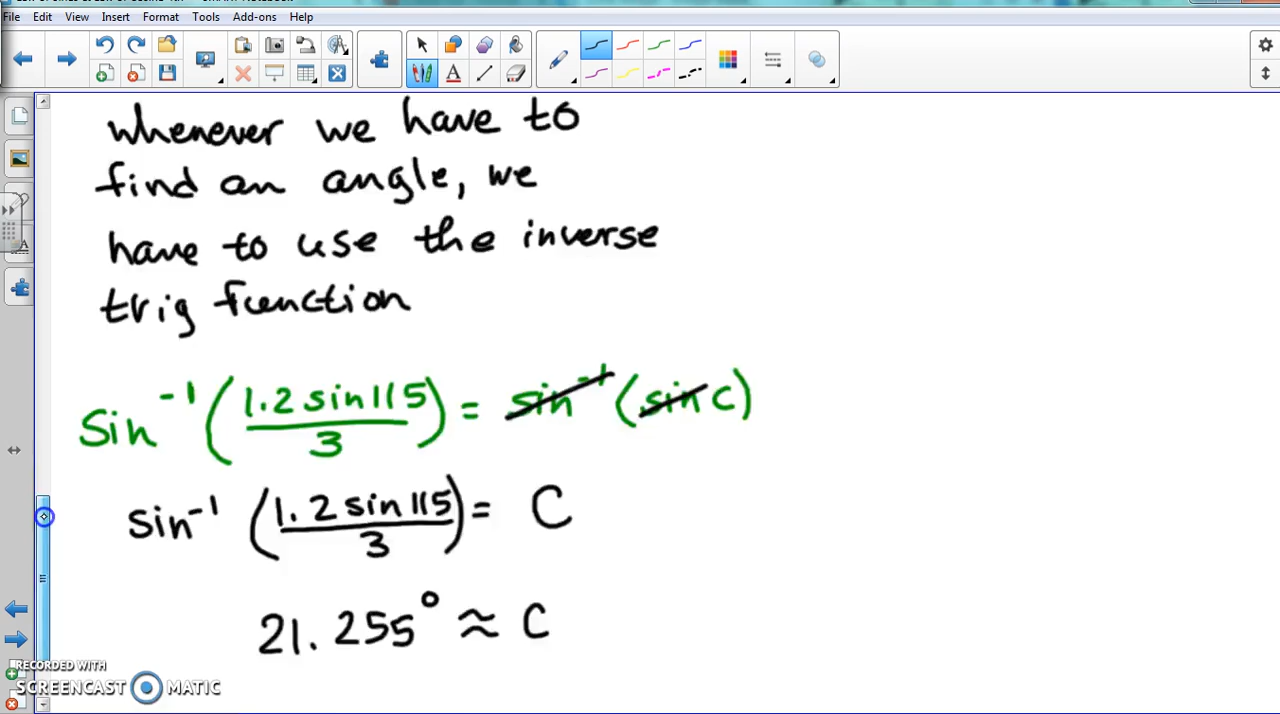 File Edit View Insert Format Tools Add-ons Help
whenever we have to
find an angle, we
have to use the inverse
trig function
Sin⁻¹ (1.2 sin115/3) = sin⁻¹ (sin C)
sin⁻¹ (1.2 sin115/3) = C
21.255° ≈ C
RECORDED WITH
SCREENCAST MATIC